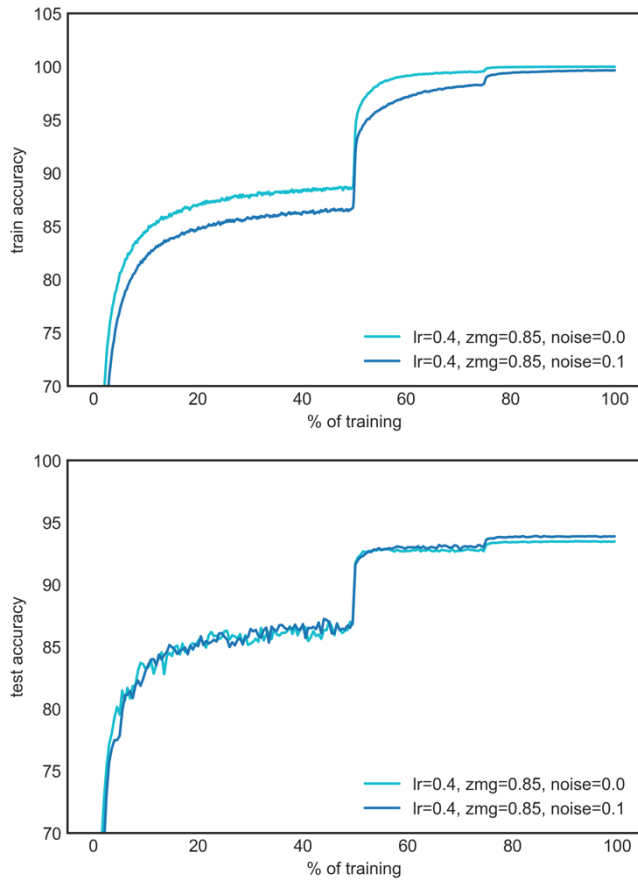 105
100
95
90
85
80
75
70
train accuracy
lr=0.4, zmg=0.85, noise=0.0
lr=0.4, zmg=0.85, noise=0.1
0 20 40 60 80 100
% of training
100
95
90
85
80
75
70
test accuracy
lr=0.4, zmg=0.85, noise=0.0
lr=0.4, zmg=0.85, noise=0.1
0 20 40 60 80 100
% of training